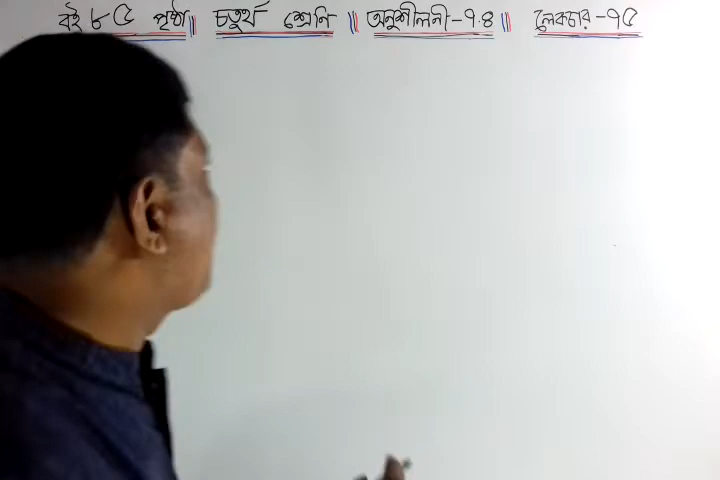 বই ৮৫ পৃষ্ঠা || চতুর্থ শ্রেনি || অনুশীলনী-৭.৪ || লেকচার-৭৫